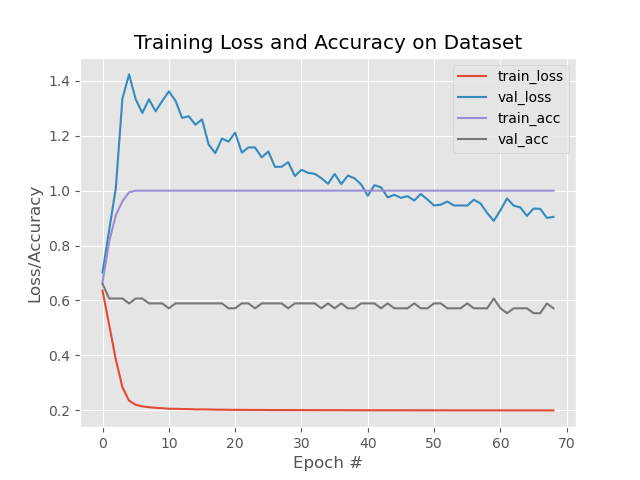 Training Loss and Accuracy on Dataset
train_loss
val_loss
train_acc
val_acc
Loss/Accuracy
1.4
1.2
1.0
0.8
0.6
0.4
0.2
0 10 20 30 40 50 60 70
Epoch #